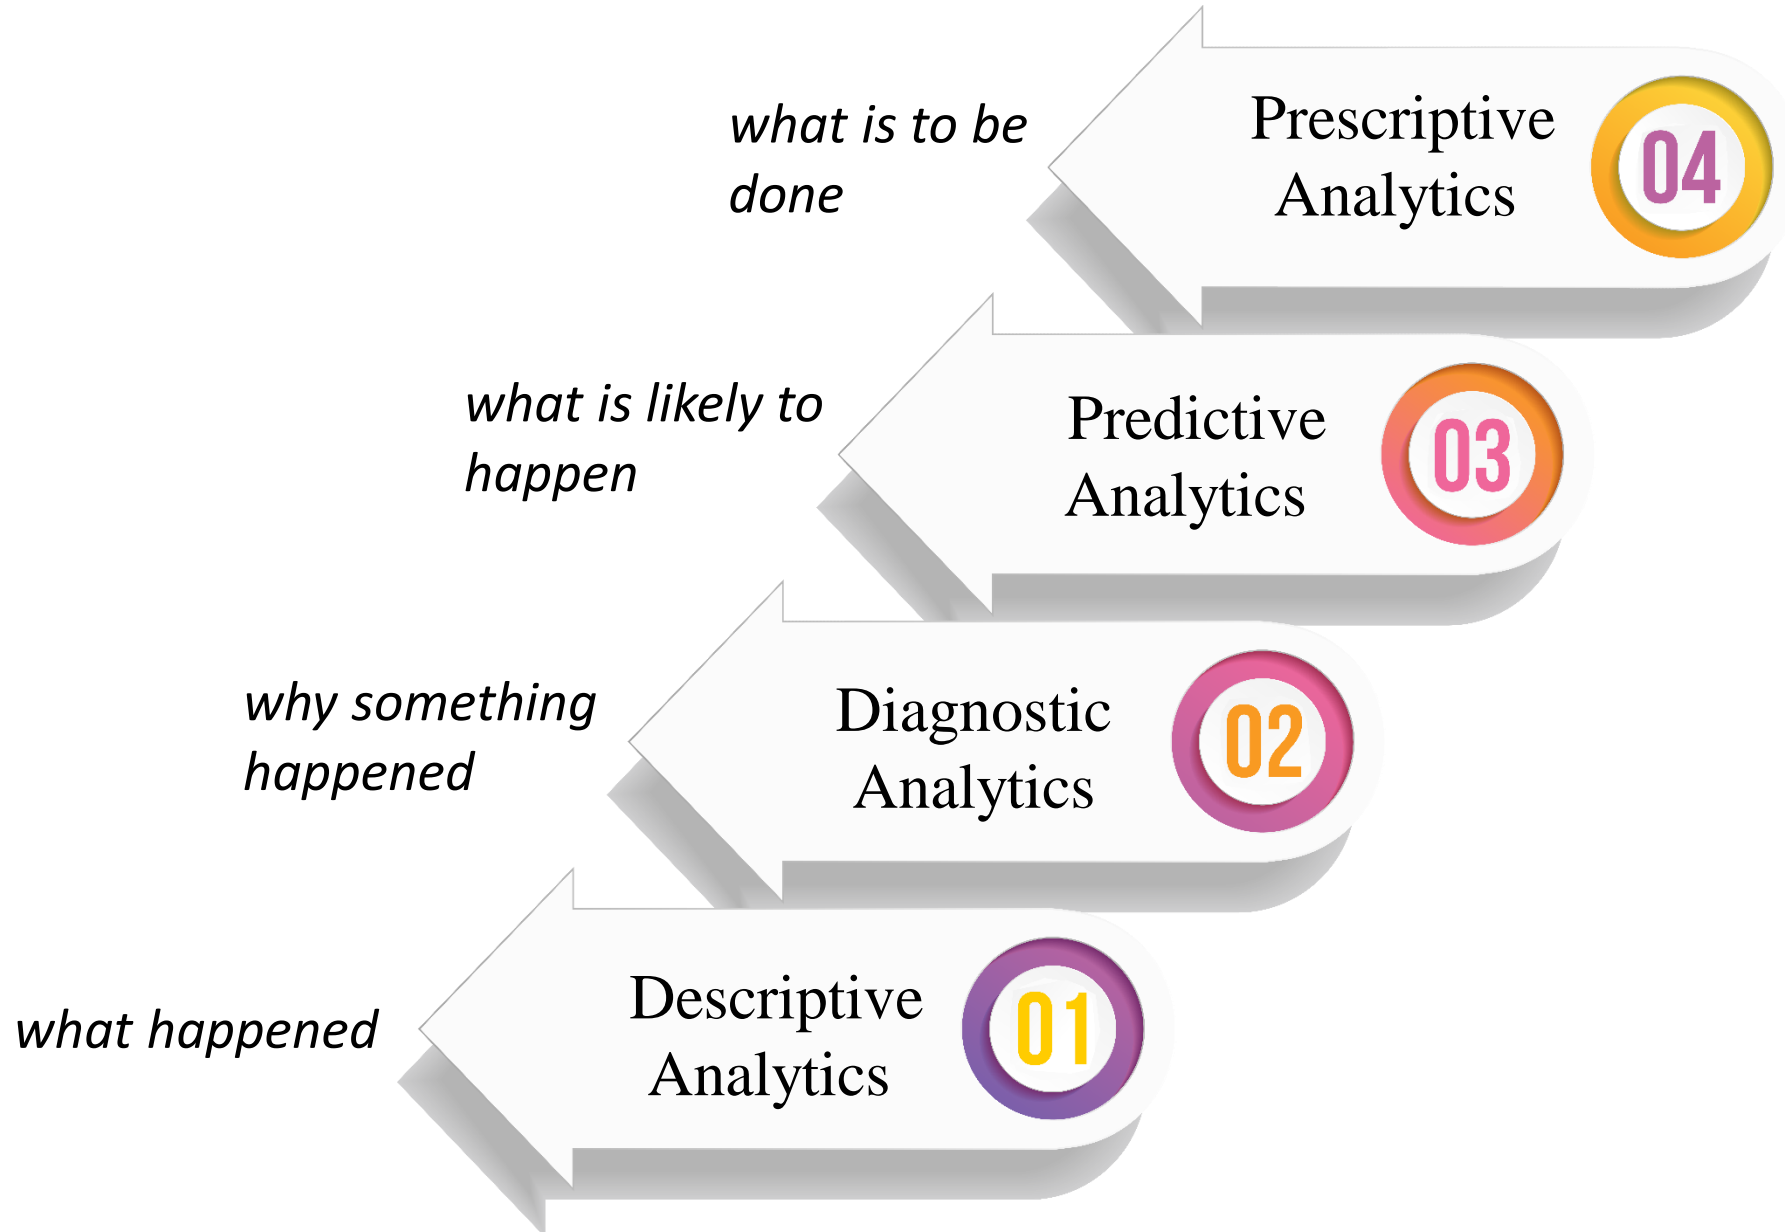 what is to be
done
Prescriptive
Analytics
04
what is likely to
happen
Predictive
Analytics
03
why something
happened
Diagnostic
Analytics
02
what happened
Descriptive
Analytics
01